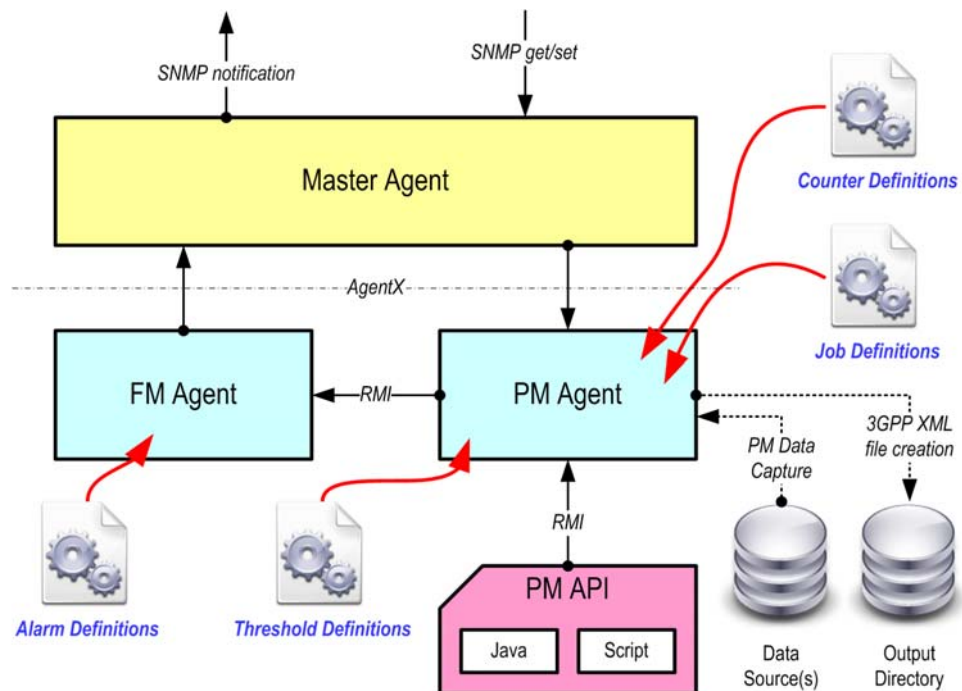 SNMP notification
SNMP get/set
Master Agent
Counter Definitions
AgentX
Job Definitions
FM Agent
RMI
PM Agent
3GPP XML
file creation
PM Data
Capture
RMI
Alarm Definitions
Threshold Definitions
PM API
Java
Script
Data
Source(s)
Output
Directory